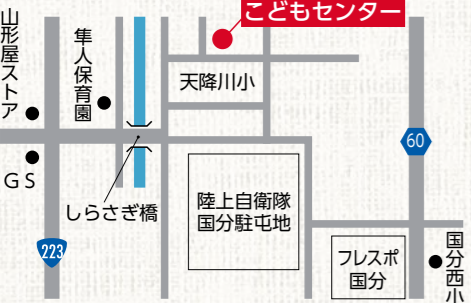 こどもセンター
山形屋ストア
隼人保育園
天降川小
GS
しらさぎ橋
陸上自衛隊
国分駐屯地
60
223
フレスポ
国分
国分西小